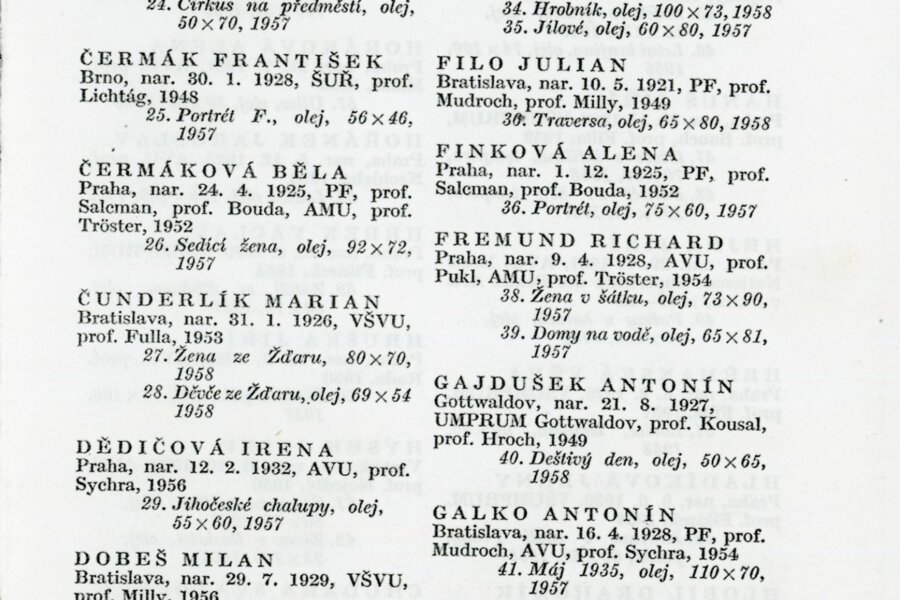 24. Cirkus na předměstí, olej,
50×70, 1957
ČERMÁK FRANTIŠEK
Brno, nar. 30. 1. 1928, ŠUŘ, prof.
Lichtág, 1948
25. Portrét F., olej, 56×46,
1957
ČERMÁKOVÁ BĚLA
Praha, nar. 24. 4. 1925, PF, prof.
Salcman, prof. Bouda, AMU, prof.
Tröster, 1952
26. Sedící žena, olej, 92×72,
1957
ČUNDERLÍK MARIAN
Bratislava, nar. 31. 1. 1926, VŠVU,
prof. Fulla, 1953
27. Žena ze Žďaru, 80×70,
1958
28. Děvče ze Žďaru, olej, 69×54
1958
DĚDIČOVÁ IRENA
Praha, nar. 12. 2. 1932, AVU, prof.
Sychra, 1956
29. Jihočeské chalupy, olej,
55×60, 1957
DOBEŠ MILAN
Bratislava, nar. 29. 7. 1929, VŠVU,
prof. Milly, 1956
34. Hrobník, olej, 100×73, 1958
35. Jílové, olej, 60×80, 1957
FILO JULIAN
Bratislava, nar. 10. 5. 1921, PF, prof.
Mudroch, prof. Milly, 1949
36. Traversa, olej, 65×80, 1958
FINKOVÁ ALENA
Praha, nar. 1. 12. 1925, PF, prof.
Salcman, prof. Bouda, 1952
36. Portrét, olej, 75×60, 1957
FREMUND RICHARD
Praha, nar. 9. 4. 1928, AVU, prof.
Pukl, AMU, prof. Tröster, 1954
38. Žena v šátku, olej, 73×90,
1957
39. Domy na vodě, olej, 65×81,
1957
GAJDUŠEK ANTONÍN
Gottwaldov, nar. 21. 8. 1927,
UMPRUM Gottwaldov, prof. Kousal,
prof. Hroch, 1949
40. Deštivý den, olej, 50×65,
1958
GALKO ANTONÍN
Bratislava, nar. 16. 4. 1928, PF, prof.
Mudroch, AVU, prof. Sychra, 1954
41. Máj 1935, olej, 110×70,
1957